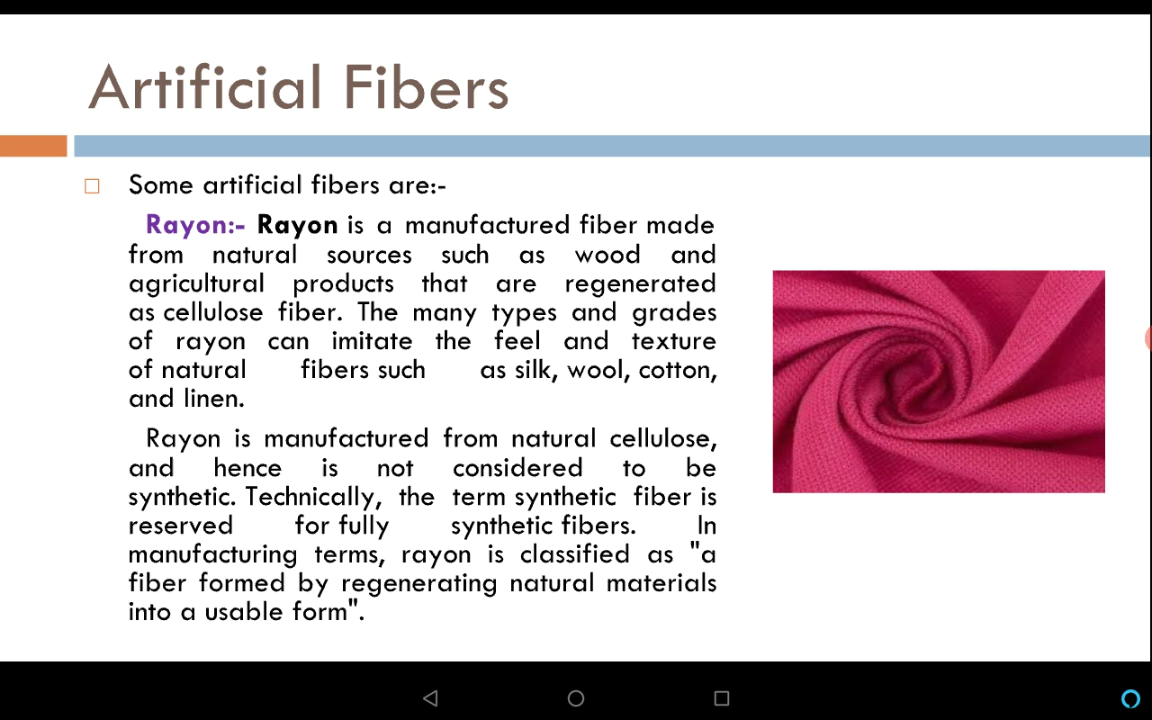 Artificial Fibers
Some artificial fibers are:-
Rayon:- Rayon is a manufactured fiber made
from natural sources such as wood and
agricultural products that are regenerated
as cellulose fiber. The many types and grades
of rayon can imitate the feel and texture
of natural fibers such as silk, wool, cotton,
and linen.
Rayon is manufactured from natural cellulose,
and hence is not considered to be
synthetic. Technically, the term synthetic fiber is
reserved for fully synthetic fibers. In
manufacturing terms, rayon is classified as "a
fiber formed by regenerating natural materials
into a usable form".